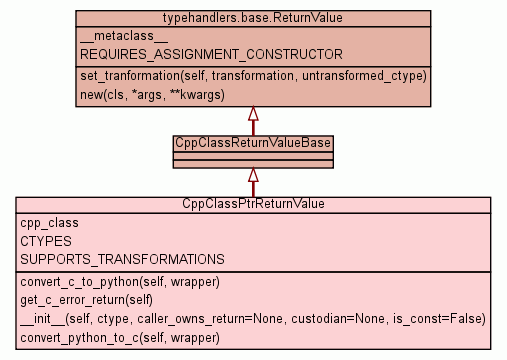 typehandlers.base.ReturnValue
__metaclass__
REQUIRES_ASSIGNMENT_CONSTRUCTOR
set_tranformation(self, transformation, untransformed_ctype)
new(cls, *args, **kwargs)
CppClassReturnValueBase
CppClassPtrReturnValue
cpp_class
CTYPES
SUPPORTS_TRANSFORMATIONS
convert_c_to_python(self, wrapper)
get_c_error_return(self)
__init__(self, ctype, caller_owns_return=None, custodian=None, is_const=False)
convert_python_to_c(self, wrapper)